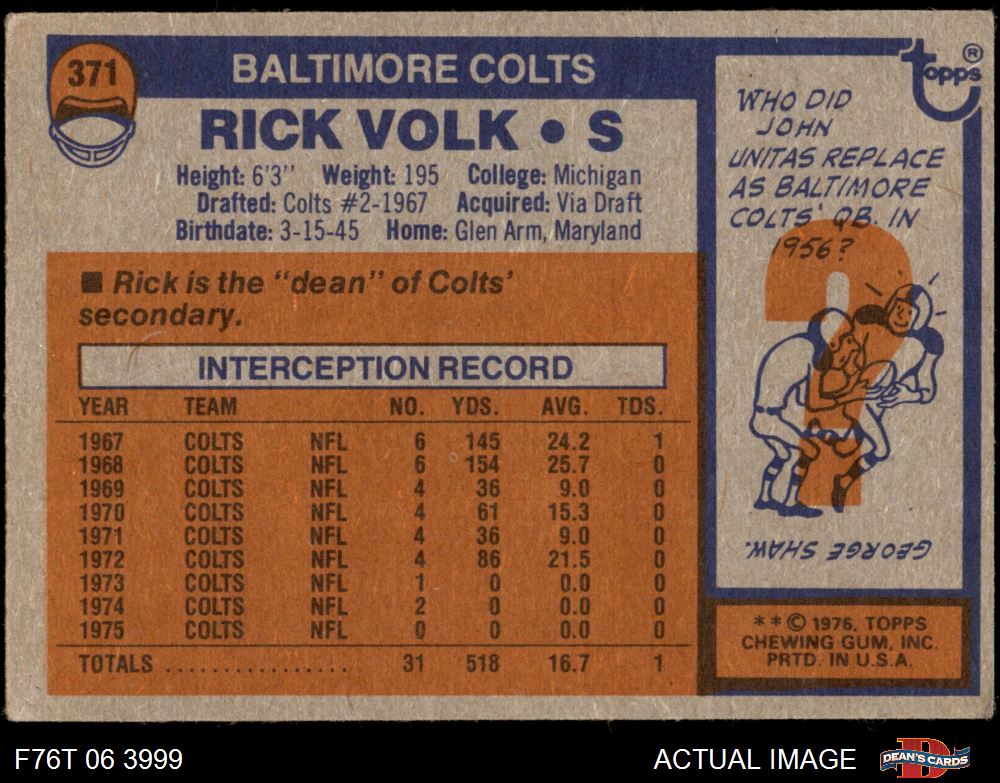 371
BALTIMORE COLTS
RICK VOLK • S
Height: 6'3" Weight: 195 College: Michigan
Drafted: Colts #2-1967 Acquired: Via Draft
Birthdate: 3-15-45 Home: Glen Arm, Maryland
■ Rick is the "dean" of Colts'
secondary.
INTERCEPTION RECORD
YEAR TEAM NO. YDS. AVG. TDS.
1967 COLTS NFL 6 145 24.2 1
1968 COLTS NFL 6 154 25.7 0
1969 COLTS NFL 4 36 9.0 0
1970 COLTS NFL 4 61 15.3 0
1971 COLTS NFL 4 36 9.0 0
1972 COLTS NFL 4 86 21.5 0
1973 COLTS NFL 1 0 0.0 0
1974 COLTS NFL 2 0 0.0 0
1975 COLTS NFL 0 0 0.0 0
TOTALS ................. 31 518 16.7 1
topps ®
WHO DID
JOHN
UNITAS REPLACE
AS BALTIMORE
COLTS' QB. IN
1956?
?
GEORGE SHAW.
* * © 1976, TOPPS
CHEWING GUM, INC.
PRTD. IN U.S.A.
F76T 06 3999
ACTUAL IMAGE
D
DEAN'S CARDS